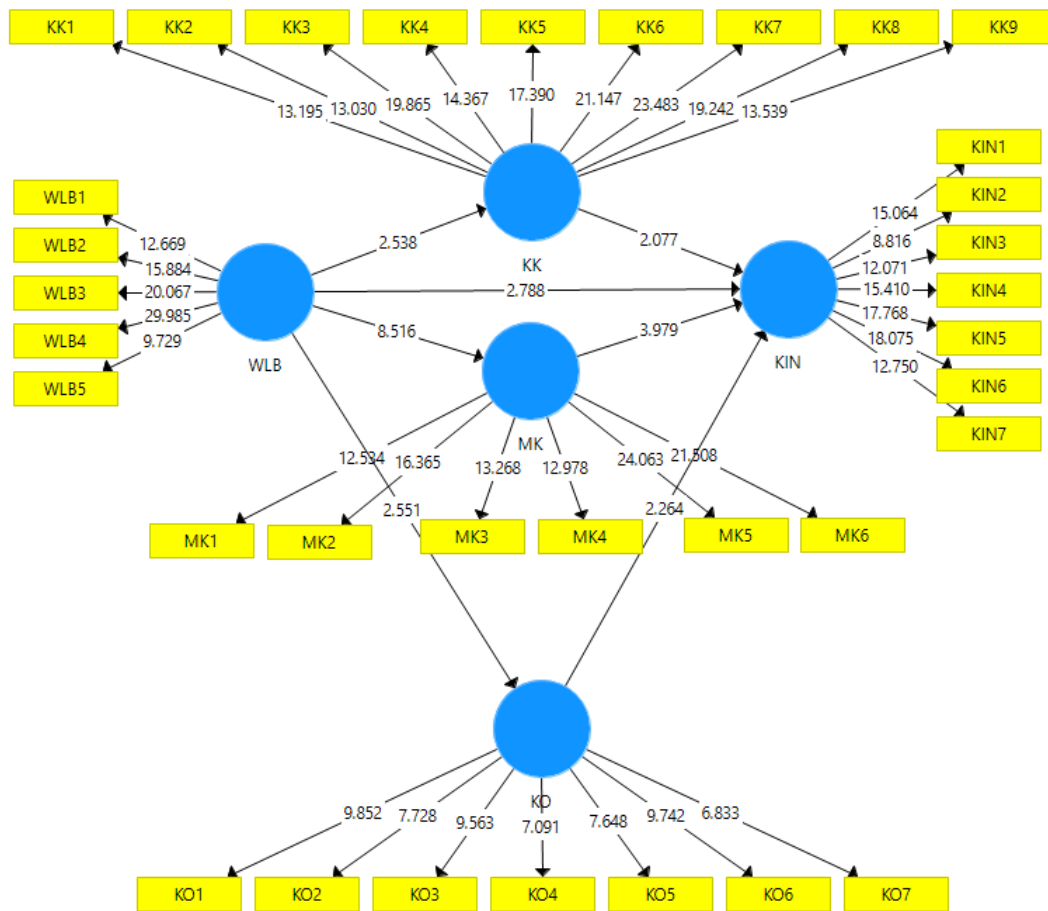 KK1 KK2 KK3 KK4 KK5 KK6 KK7 KK8 KK9
13.195 13.030 19.865 14.367 17.390 21.147 23.483 19.242 13.539
WLB1
WLB2
WLB3
WLB4
WLB5
12.669
15.884
20.067
29.985
9.729
WLB
2.538
KK
2.077
2.788
8.516
MK
3.979
2.551
2.264
KIN
15.064
8.816
12.071
15.410
17.768
18.075
12.750
KIN1
KIN2
KIN3
KIN4
KIN5
KIN6
KIN7
12.534 16.365 13.268 12.978 24.063 21.508
MK1 MK2 MK3 MK4 MK5 MK6
KO
9.852 7.728 9.563 7.091 7.648 9.742 6.833
KO1 KO2 KO3 KO4 KO5 KO6 KO7